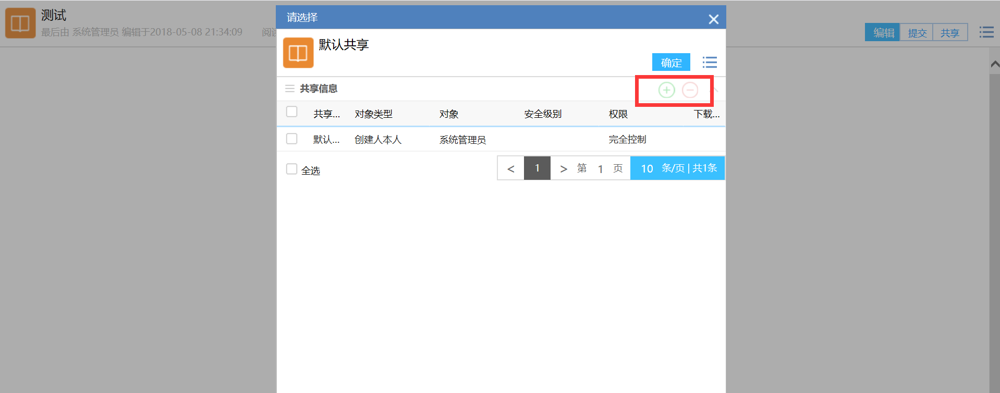 测试
最后由 系统管理员 编辑于2018-05-08 21:34:09 阅
编辑 提交 共享
请选择
默认共享
确定
共享信息
共享... 对象类型 对象 安全级别 权限 下载...
默认... 创建人本人 系统管理员 完全控制
全选
< 1 > 第 1 页 10 条/页 | 共1条